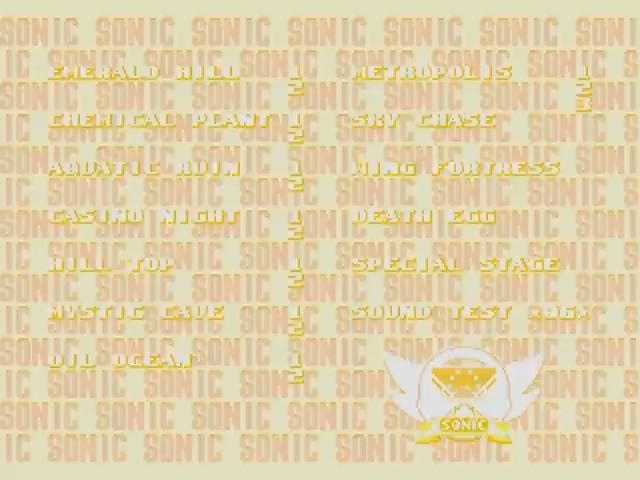 EMERALD HILL 1
2
CHEMICAL PLANT 1
2
AQUATIC RUIN 1
2
CASINO NIGHT 1
2
HILL TOP 1
2
MYSTIC CAVE 1
2
OIL OCEAN 1
2
METROPOLIS 1
2
3
SKY CHASE
WING FORTRESS
DEATH EGG
SPECIAL STAGE
SOUND TEST *06*
SONIC